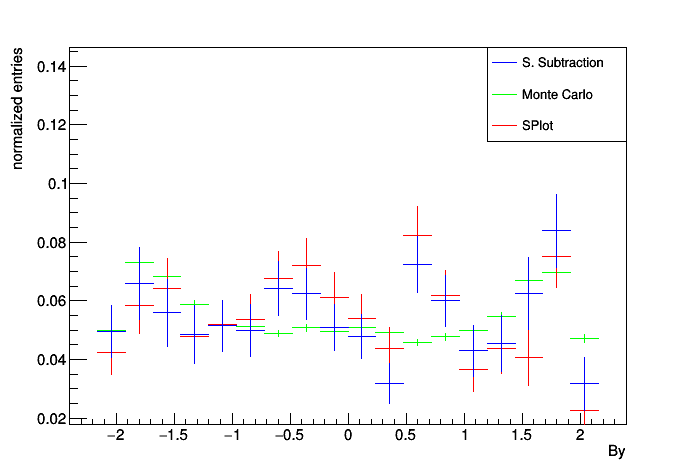 normalized entries
0.14
0.12
0.1
0.08
0.06
0.04
0.02
S. Subtraction
Monte Carlo
SPlot
−2 −1.5 −1 −0.5 0 0.5 1 1.5 2
By